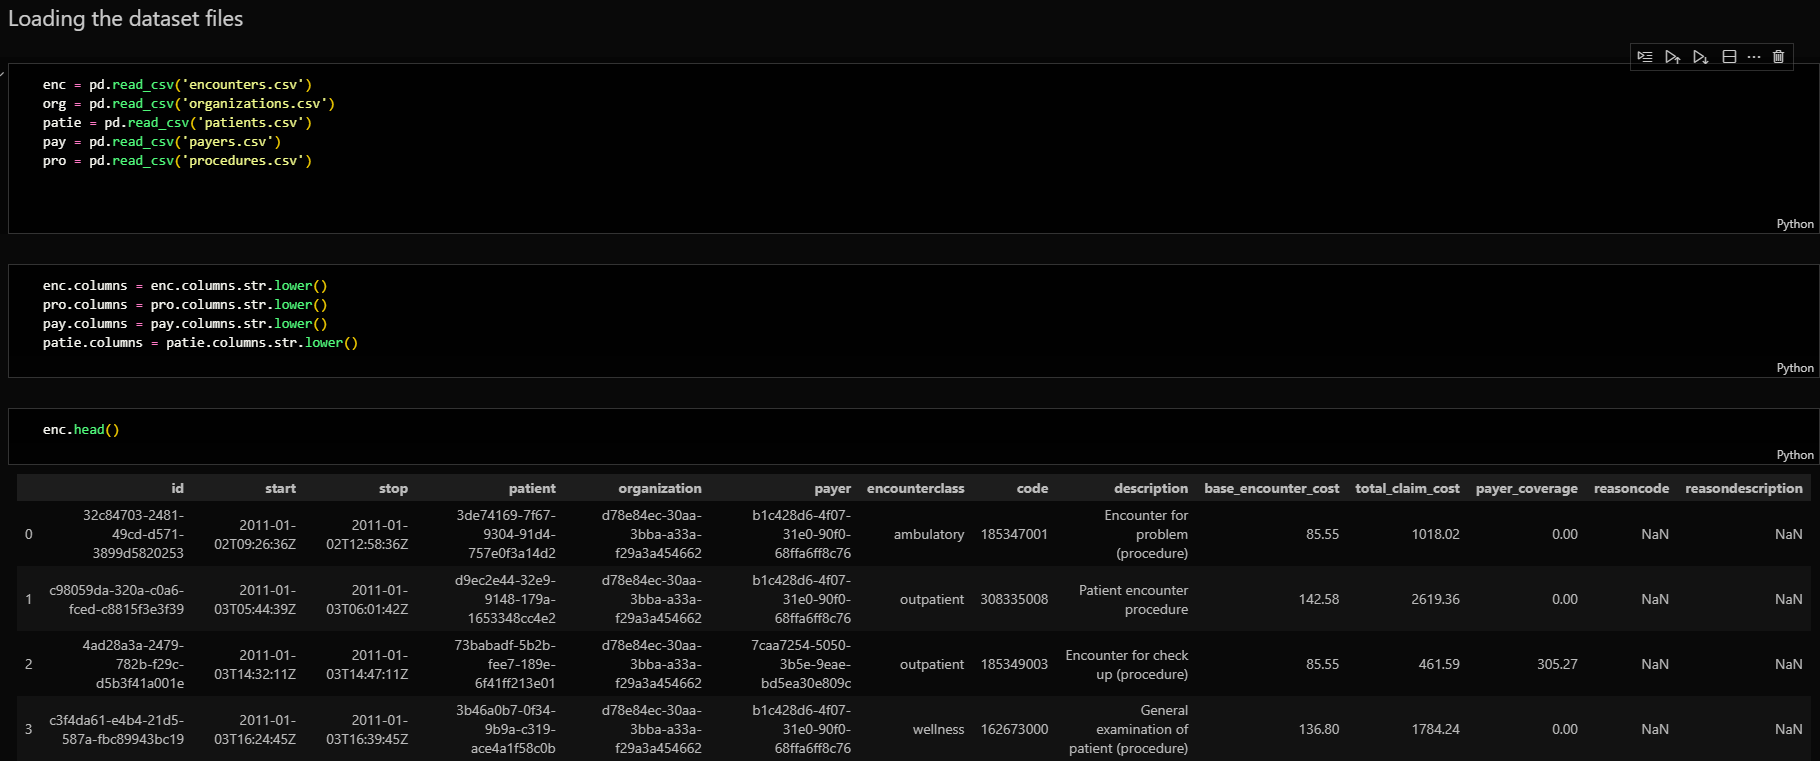 Loading the dataset files
enc = pd.read_csv('encounters.csv')
org = pd.read_csv('organizations.csv')
patie = pd.read_csv('patients.csv')
pay = pd.read_csv('payers.csv')
pro = pd.read_csv('procedures.csv')
Python
enc.columns = enc.columns.str.lower()
pro.columns = pro.columns.str.lower()
pay.columns = pay.columns.str.lower()
patie.columns = patie.columns.str.lower()
Python
enc.head()
Python
id start stop patient organization payer encounterclass code description base_encounter_cost total_claim_cost payer_coverage reasoncode reasondescription
32c84703-2481- 3de74169-7f67- d78e84ec-30aa- b1c428d6-4f07- Encounter for
0 49cd-d571- 2011-01- 2011-01- 9304-91d4- 3bba-a33a- 31e0-90f0- ambulatory 185347001 problem 85.55 1018.02 0.00 NaN NaN
3899d5820253 02T09:26:36Z 02T12:58:36Z 757e0f3a14d2 f29a3a454662 68ffa6ff8c76 (procedure)
d9ec2e44-32e9- d78e84ec-30aa- b1c428d6-4f07-
1 c98059da-320a-c0a6- 2011-01- 2011-01- 9148-179a- 3bba-a33a- 31e0-90f0- outpatient 308335008 Patient encounter 142.58 2619.36 0.00 NaN NaN
fced-c8815f3e3f39 03T05:44:39Z 03T06:01:42Z 1653348cc4e2 f29a3a454662 68ffa6ff8c76 procedure
4ad28a3a-2479- 73babadf-5b2b- d78e84ec-30aa- 7caa7254-5050-
2 782b-f29c- 2011-01- 2011-01- fee7-189e- 3bba-a33a- 3b5e-9eae- outpatient 185349003 Encounter for check 85.55 461.59 305.27 NaN NaN
d5b3f41a001e 03T14:32:11Z 03T14:47:11Z 6f41ff213e01 f29a3a454662 bd5ea30e809c up (procedure)
3b46a0b7-0f34- d78e84ec-30aa- b1c428d6-4f07- General
3 c3f4da61-e4b4-21d5- 2011-01- 2011-01- 9b9a-c319- 3bba-a33a- 31e0-90f0- wellness 162673000 examination of 136.80 1784.24 0.00 NaN NaN
587a-fbc89943bc19 03T16:24:45Z 03T16:39:45Z ace4a1f58c0b f29a3a454662 68ffa6ff8c76 patient (procedure)